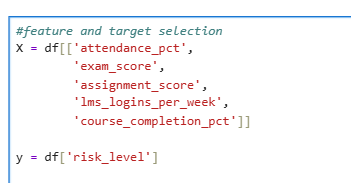 #feature and target selection
X = df[['attendance_pct',
        'exam_score',
        'assignment_score',
        'lms_logins_per_week',
        'course_completion_pct']]
y = df['risk_level']